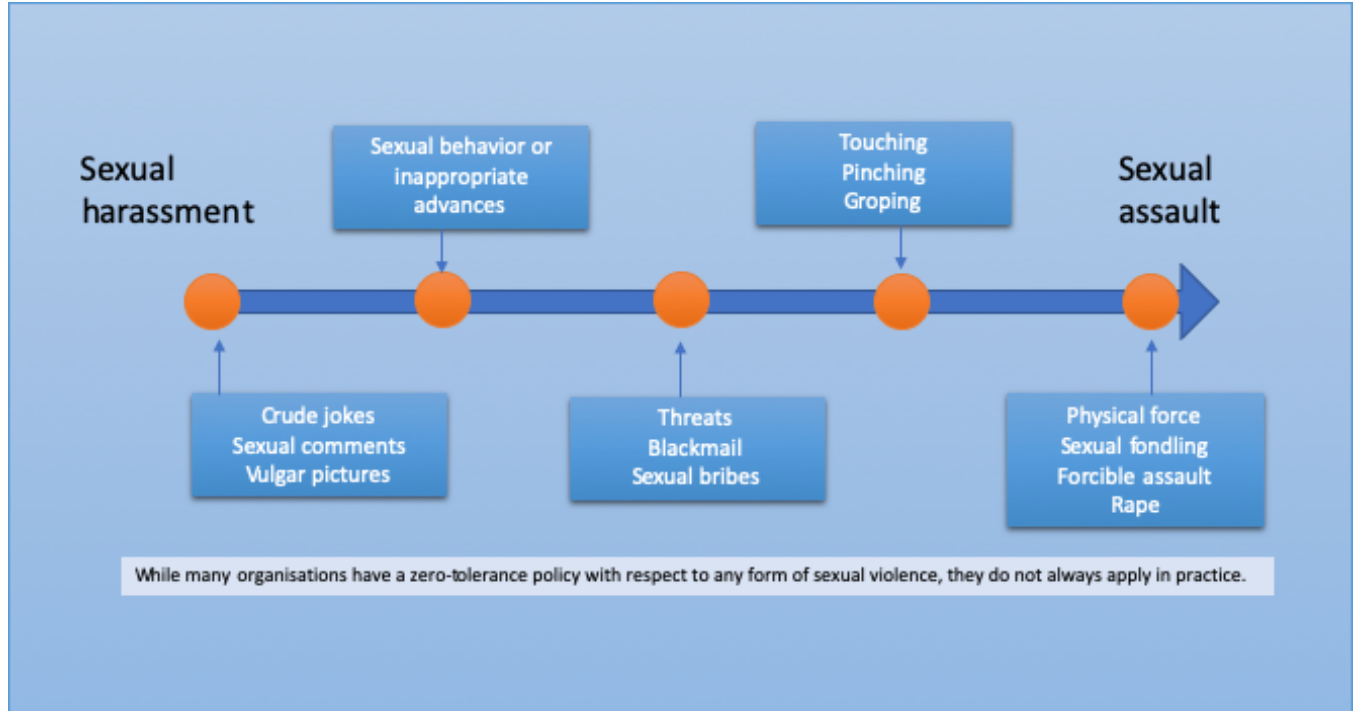 Sexual
harassment
Sexual behavior or
inappropriate
advances
Touching
Pinching
Groping
Sexual
assault
Crude jokes
Sexual comments
Vulgar pictures
Threats
Blackmail
Sexual bribes
Physical force
Sexual fondling
Forcible assault
Rape
While many organisations have a zero-tolerance policy with respect to any form of sexual violence, they do not always apply in practice.